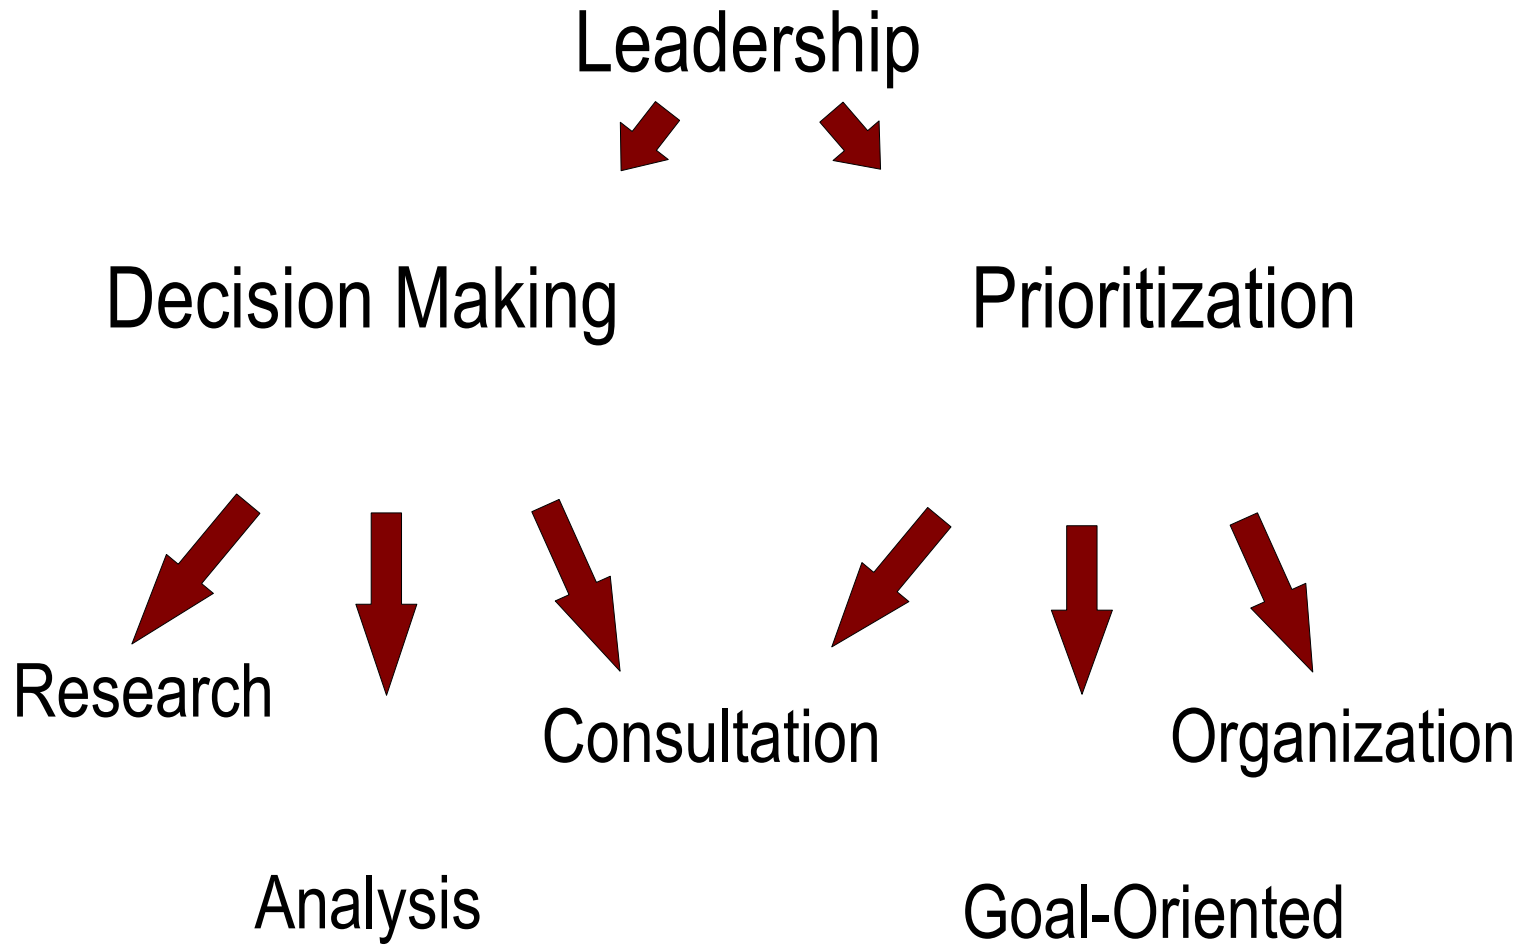 Leadership
Decision Making
Prioritization
Research
Consultation
Organization
Analysis
Goal-Oriented